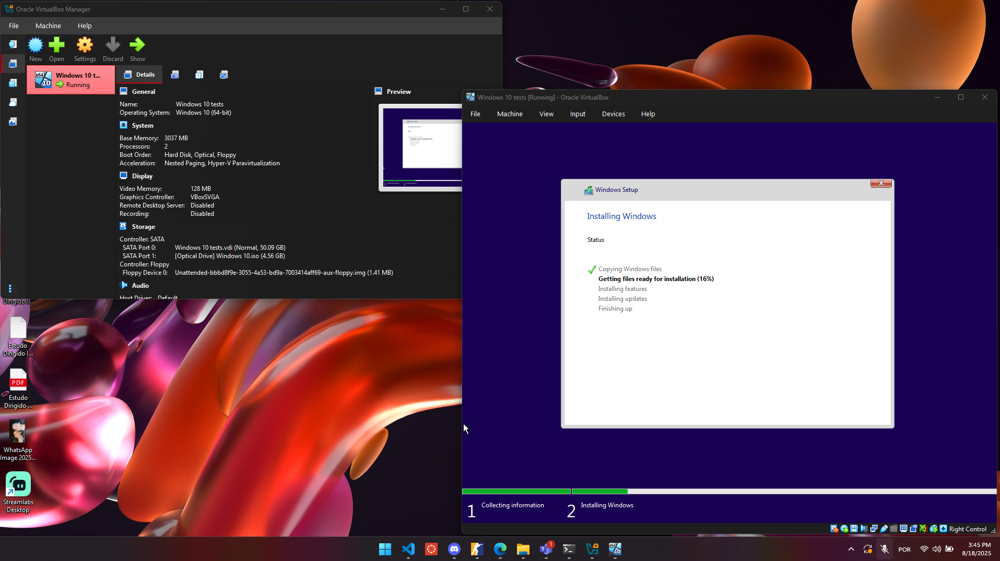 Oracle VirtualBox Manager
File Machine Help
New Open Settings Discard Show
Windows 10 t...
Running
Details
General
Name: Windows 10 tests
Operating System: Windows 10 (64-bit)
System
Base Memory: 3037 MB
Processors: 2
Boot Order: Hard Disk, Optical, Floppy
Acceleration: Nested Paging, Hyper-V Paravirtualization
Display
Video Memory: 128 MB
Graphics Controller: VBoxSVGA
Remote Desktop Server: Disabled
Recording: Disabled
Storage
Controller: SATA
SATA Port 0: Windows 10 tests.vdi (Normal, 50.09 GB)
SATA Port 1: [Optical Drive] Windows 10.iso (4.56 GB)
Controller: Floppy
Floppy Device 0: Unattended-bbbd8f9e-3055-4a53-bd9a-7003414aff69-aux-floppy.img (1.41 MB)
Audio
Host Driver: Default
Preview
Windows 10 tests [Running] - Oracle VirtualBox
File Machine View Input Devices Help
Windows Setup
Installing Windows
Status
Copying Windows files
Getting files ready for installation (16%)
Installing features
Installing updates
Finishing up
1 Collecting information
2 Installing Windows
Right Control
Dirigido I...
Estudo
Dirigido I...
PDF
Estudo
Dirigido ...
WhatsApp
Image 2025...
Streamlabs
Desktop
1
POR
3:45 PM
8/18/2025